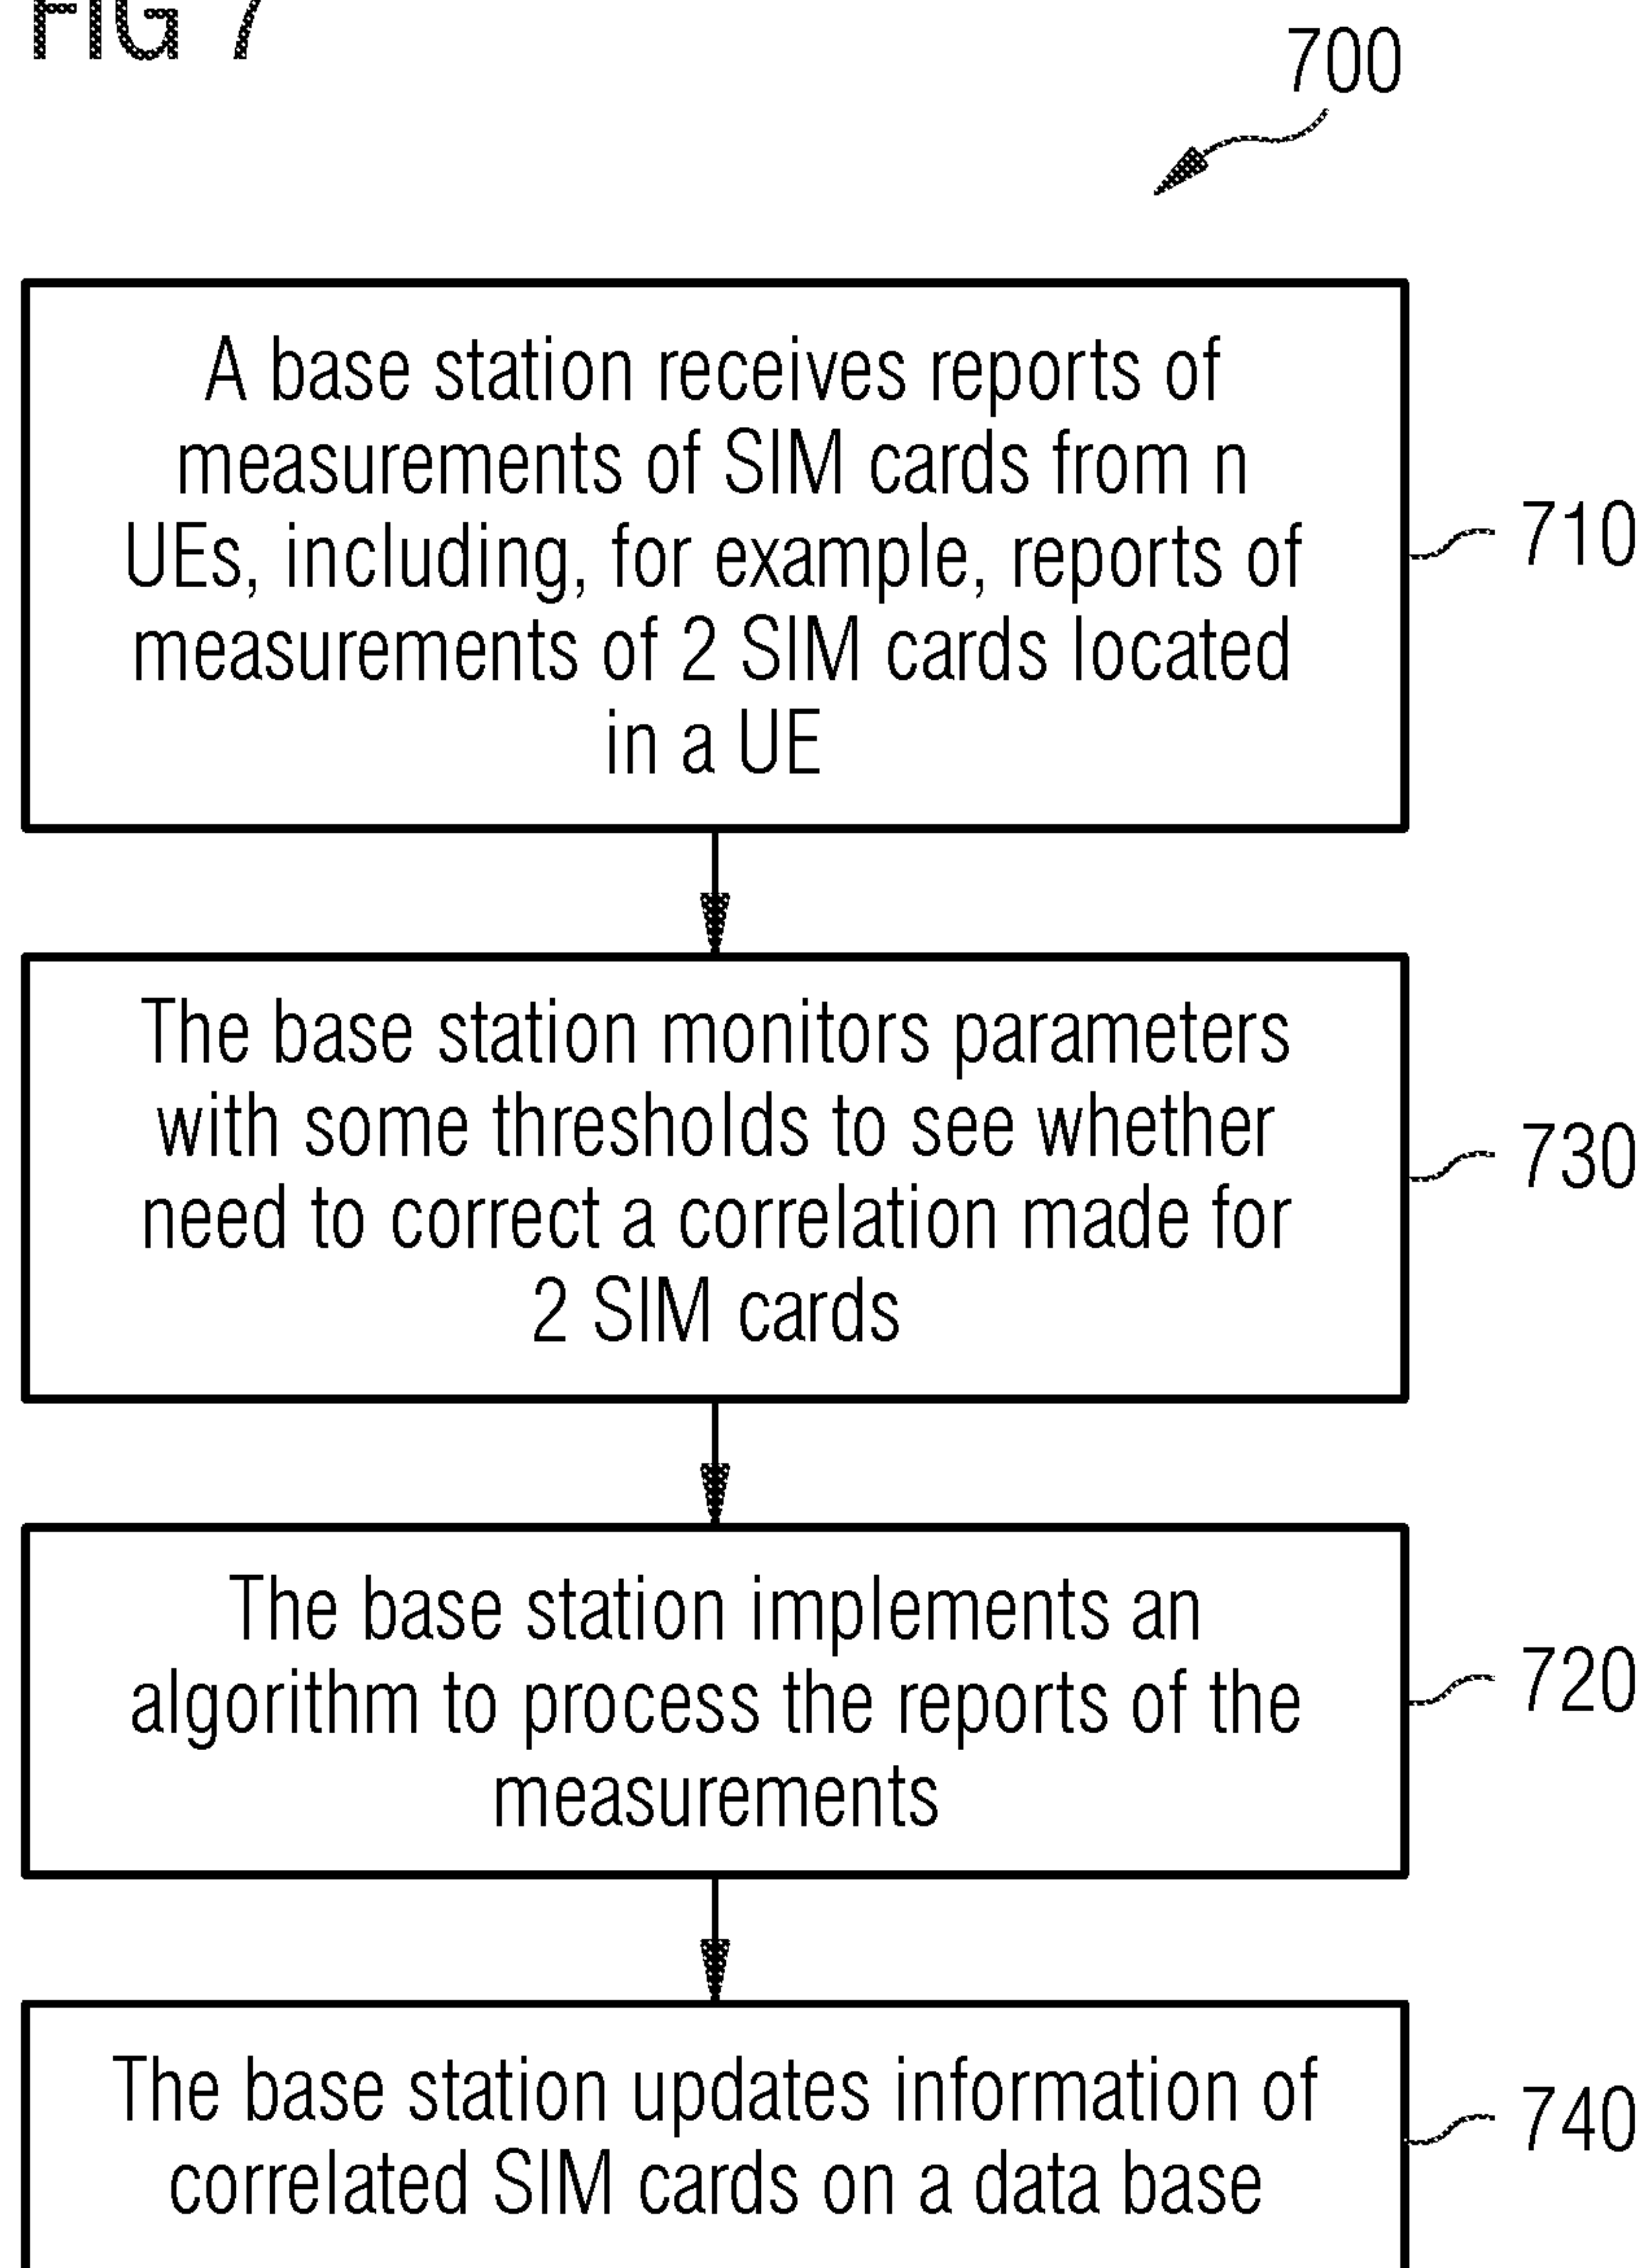 FIG 7
700
A base station receives reports of
measurements of SIM cards from n
UEs, including, for example, reports of
measurements of 2 SIM cards located
in a UE
710
The base station monitors parameters
with some thresholds to see whether
need to correct a correlation made for
2 SIM cards
730
The base station implements an
algorithm to process the reports of the
measurements
720
The base station updates information of
correlated SIM cards on a data base
740